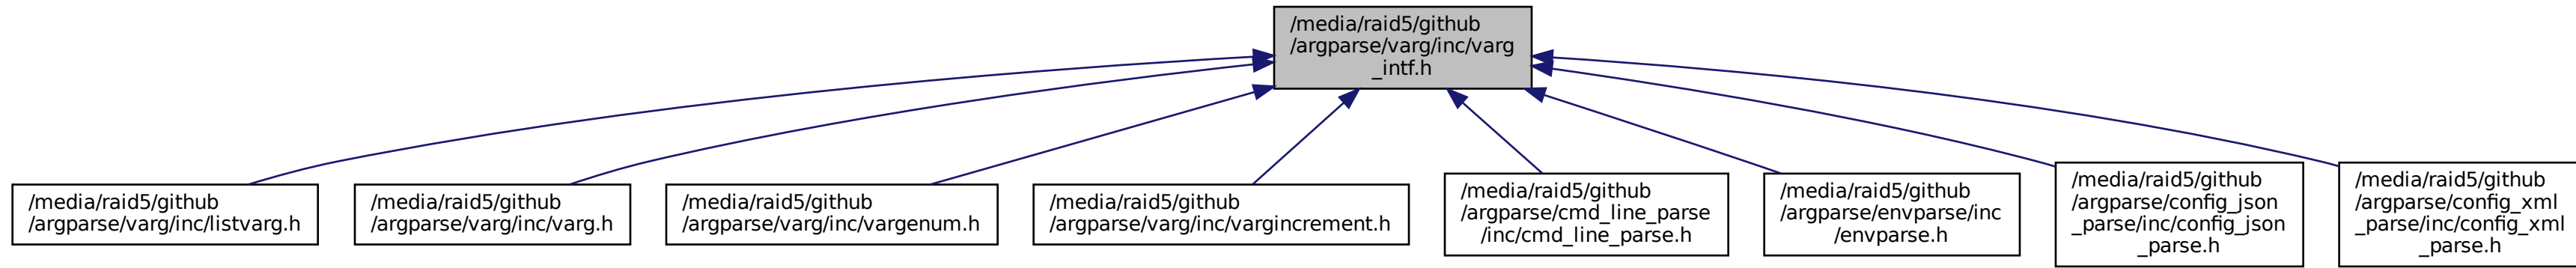 /media/raid5/github
/argparse/varg/inc/varg
_intf.h
/media/raid5/github
/argparse/varg/inc/listvarg.h
/media/raid5/github
/argparse/varg/inc/varg.h
/media/raid5/github
/argparse/varg/inc/vargenum.h
/media/raid5/github
/argparse/varg/inc/vargincrement.h
/media/raid5/github
/argparse/cmd_line_parse
/inc/cmd_line_parse.h
/media/raid5/github
/argparse/envparse/inc
/envparse.h
/media/raid5/github
/argparse/config_json
_parse/inc/config_json
_parse.h
/media/raid5/github
/argparse/config_xml
_parse/inc/config_xml
_parse.h